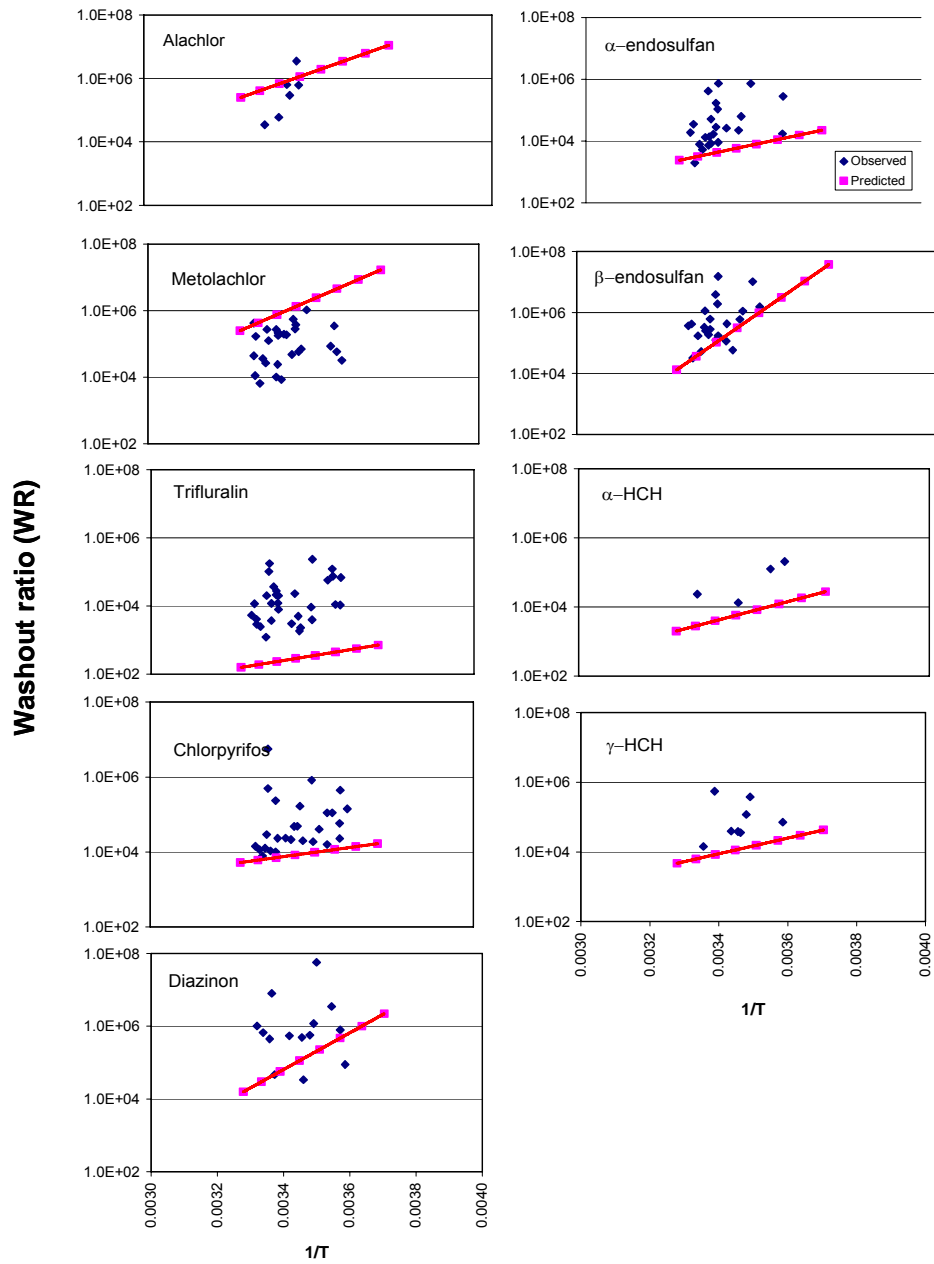 Washout ratio (WR)
Alachlor
1.0E+08
1.0E+06
1.0E+04
1.0E+02
α−endosulfan
1.0E+08
1.0E+06
1.0E+04
1.0E+02
Observed
Predicted
Metolachlor
1.0E+08
1.0E+06
1.0E+04
1.0E+02
β−endosulfan
1.0E+08
1.0E+06
1.0E+04
1.0E+02
Trifluralin
1.0E+08
1.0E+06
1.0E+04
1.0E+02
α−HCH
1.0E+08
1.0E+06
1.0E+04
1.0E+02
Chlorpyrifos
1.0E+08
1.0E+06
1.0E+04
1.0E+02
γ−HCH
1.0E+08
1.0E+06
1.0E+04
1.0E+02
0.0030
0.0032
0.0034
0.0036
0.0038
0.0040
1/T
Diazinon
1.0E+08
1.0E+06
1.0E+04
1.0E+02
0.0030
0.0032
0.0034
0.0036
0.0038
0.0040
1/T